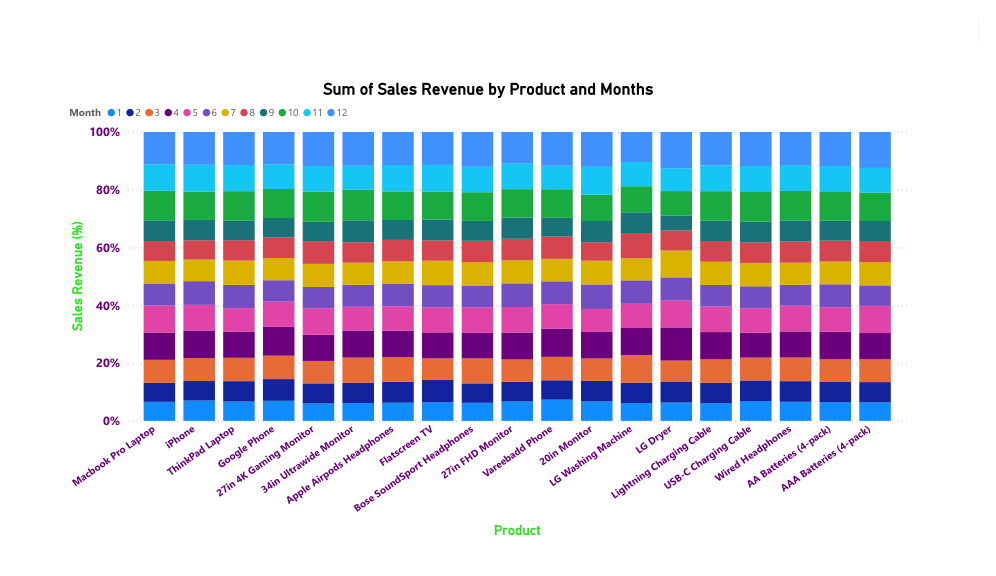 Sum of Sales Revenue by Product and Months
Month 1 2 3 4 5 6 7 8 9 10 11 12
100%
80%
60%
40%
20%
0%
Sales Revenue (%)
Macbook Pro Laptop
iPhone
ThinkPad Laptop
Google Phone
27in 4K Gaming Monitor
34in Ultrawide Monitor
Apple Airpods Headphones
Flatscreen TV
Bose SoundSport Headphones
27in FHD Monitor
Vareebadd Phone
20in Monitor
LG Washing Machine
LG Dryer
Lightning Charging Cable
USB-C Charging Cable
Wired Headphones
AA Batteries (4-pack)
AAA Batteries (4-pack)
Product